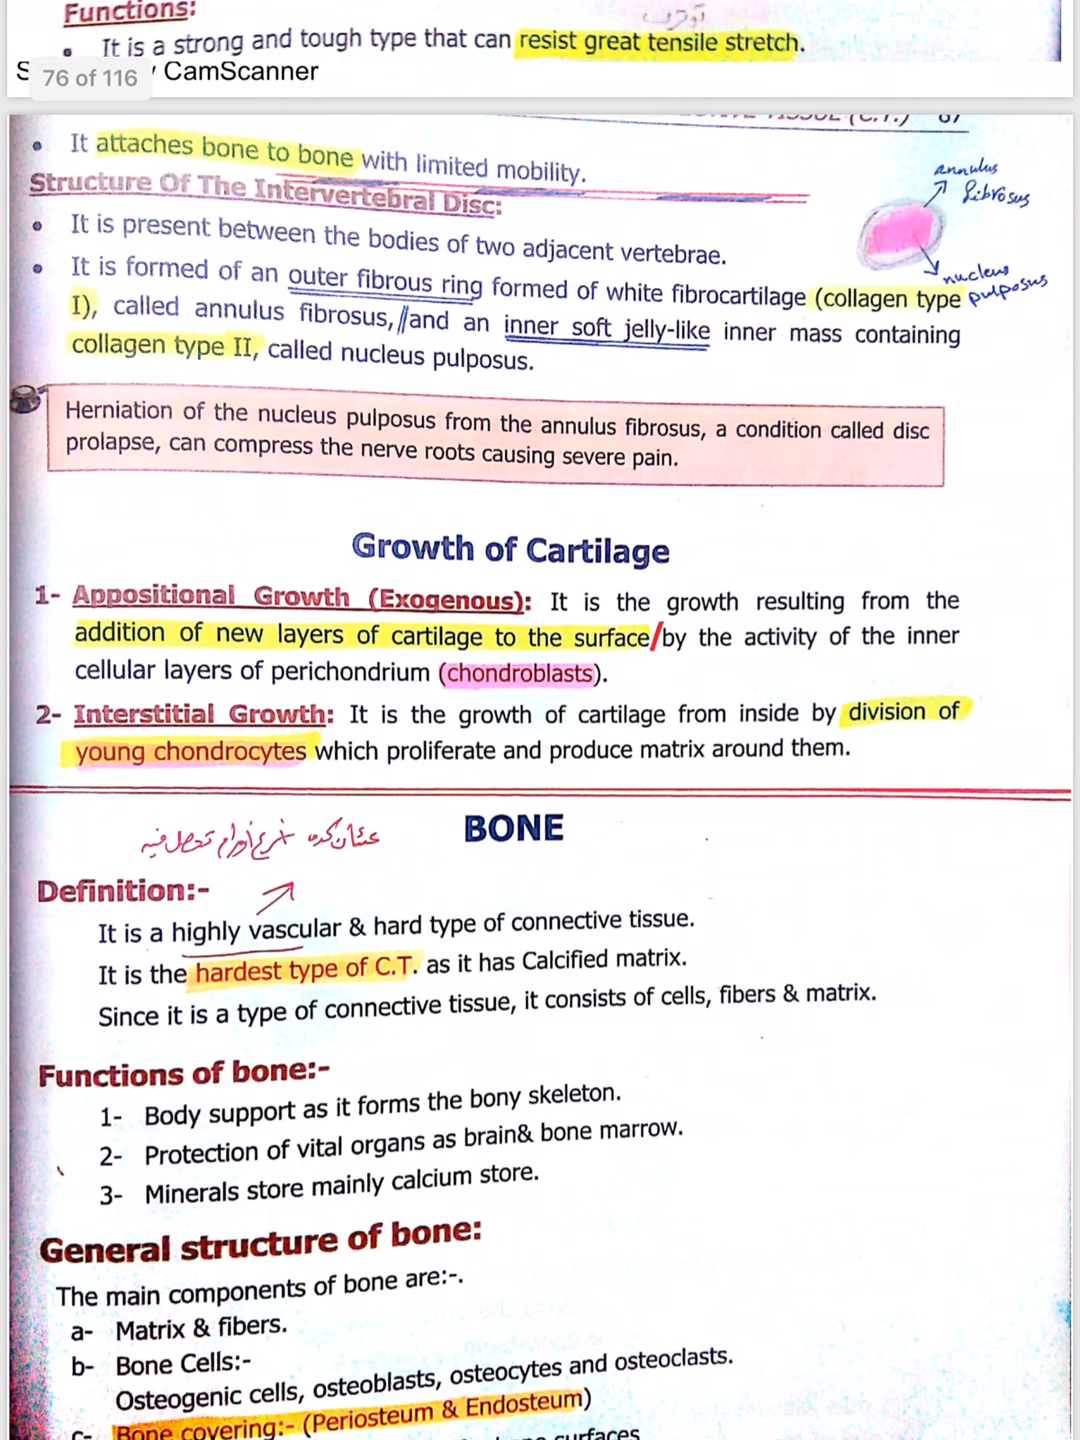 Functions:
• It is a strong and tough type that can resist great tensile stretch.
S
76 of 116
CamScanner
(C.T.) 67
• It attaches bone to bone with limited mobility.
annulus
fibrosus
Structure Of The Intervertebral Disc:
• It is present between the bodies of two adjacent vertebrae.
nucleus
pulposus
• It is formed of an outer fibrous ring formed of white fibrocartilage (collagen type
I), called annulus fibrosus, and an inner soft jelly-like inner mass containing
collagen type II, called nucleus pulposus.
Herniation of the nucleus pulposus from the annulus fibrosus, a condition called disc
prolapse, can compress the nerve roots causing severe pain.
Growth of Cartilage
1- Appositional Growth (Exogenous): It is the growth resulting from the
addition of new layers of cartilage to the surface/by the activity of the inner
cellular layers of perichondrium (chondroblasts).
2- Interstitial Growth: It is the growth of cartilage from inside by division of
young chondrocytes which proliferate and produce matrix around them.
BONE
عشان كده تحصل فيه
Definition:-
It is a highly vascular & hard type of connective tissue.
It is the hardest type of C.T. as it has Calcified matrix.
Since it is a type of connective tissue, it consists of cells, fibers & matrix.
Functions of bone:-
1- Body support as it forms the bony skeleton.
2- Protection of vital organs as brain& bone marrow.
3- Minerals store mainly calcium store.
General structure of bone:
The main components of bone are:-.
a- Matrix & fibers.
b- Bone Cells:-
Osteogenic cells, osteoblasts, osteocytes and osteoclasts.
c- Bone covering:- (Periosteum & Endosteum)
surfaces